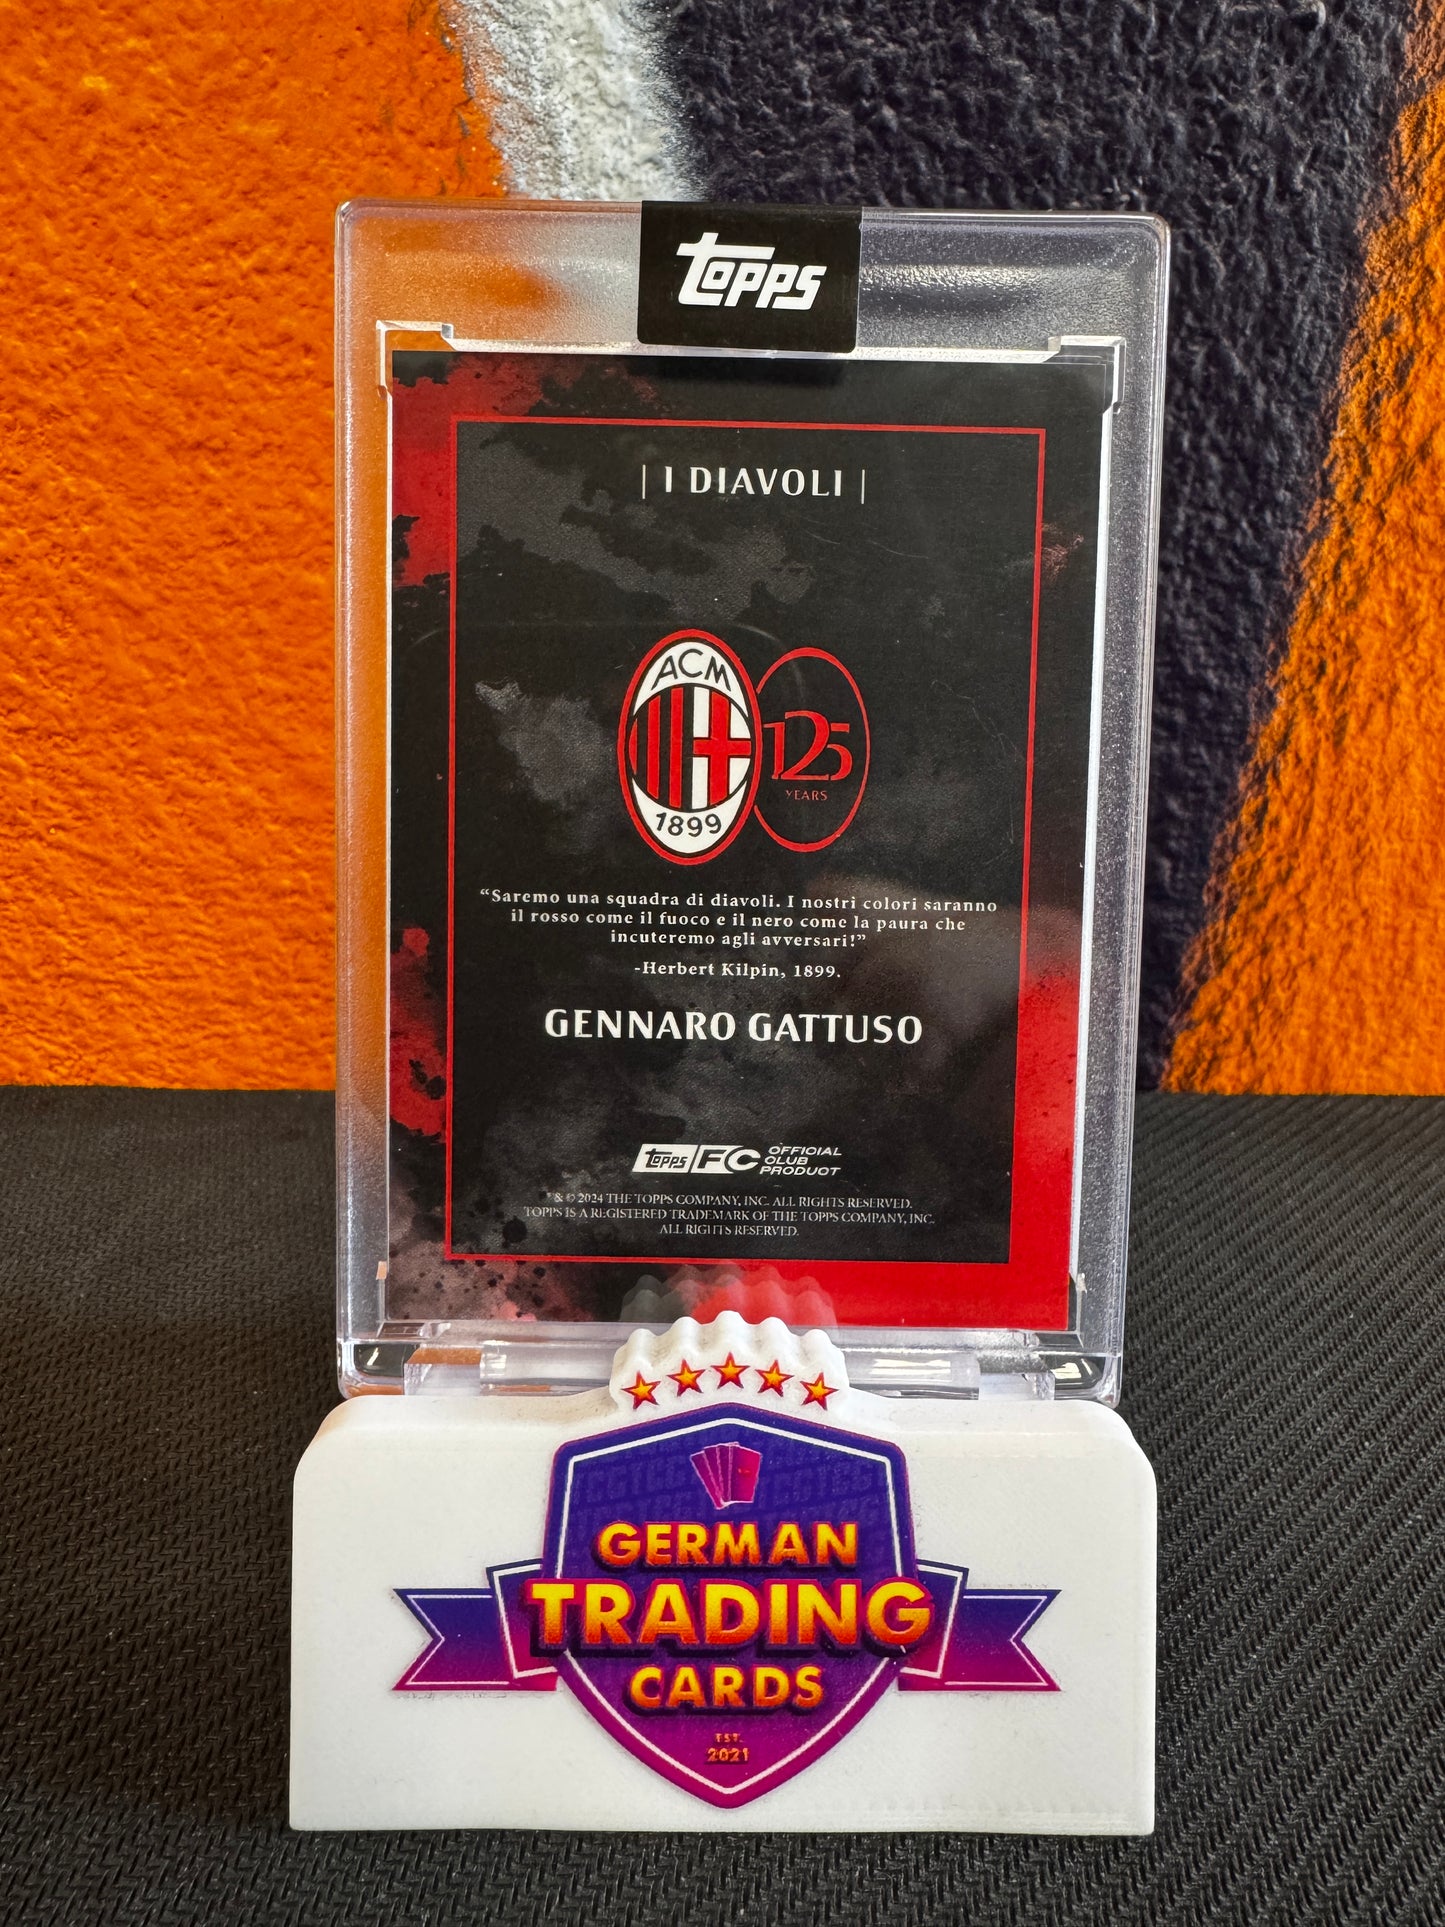 topps
| I DIAVOLI |
ACM
1899
125
YEARS
“Saremo una squadra di diavoli. I nostri colori saranno
il rosso come il fuoco e il nero come la paura che
incuteremo agli avversari!”
-Herbert Kilpin, 1899.
GENNARO GATTUSO
topps FC OFFICIAL
CLUB
PRODUCT
® & © 2024 THE TOPPS COMPANY, INC. ALL RIGHTS RESERVED.
TOPPS IS A REGISTERED TRADEMARK OF THE TOPPS COMPANY, INC.
ALL RIGHTS RESERVED.
GERMAN
TRADING
CARDS
EST.
2021